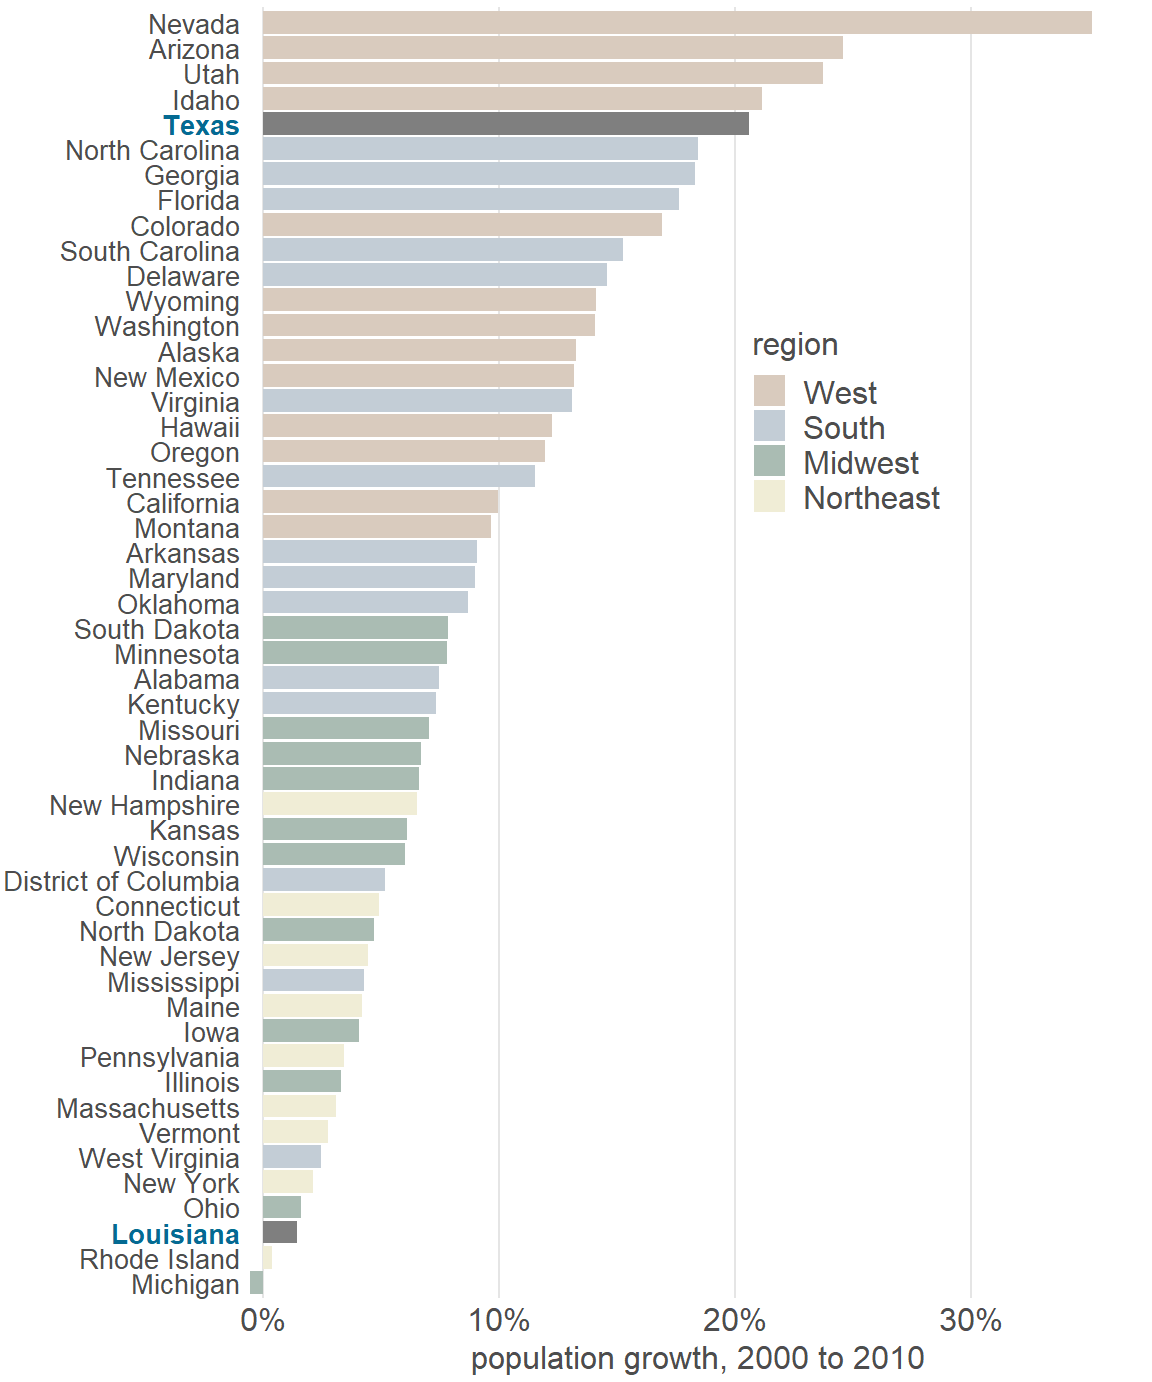 Nevada
Arizona
Utah
Idaho
Texas
North Carolina
Georgia
Florida
Colorado
South Carolina
Delaware
Wyoming
Washington
Alaska
New Mexico
Virginia
Hawaii
Oregon
Tennessee
California
Montana
Arkansas
Maryland
Oklahoma
South Dakota
Minnesota
Alabama
Kentucky
Missouri
Nebraska
Indiana
New Hampshire
Kansas
Wisconsin
District of Columbia
Connecticut
North Dakota
New Jersey
Mississippi
Maine
Iowa
Pennsylvania
Illinois
Massachusetts
Vermont
West Virginia
New York
Ohio
Louisiana
Rhode Island
Michigan
region
West
South
Midwest
Northeast
0% 10% 20% 30%
population growth, 2000 to 2010